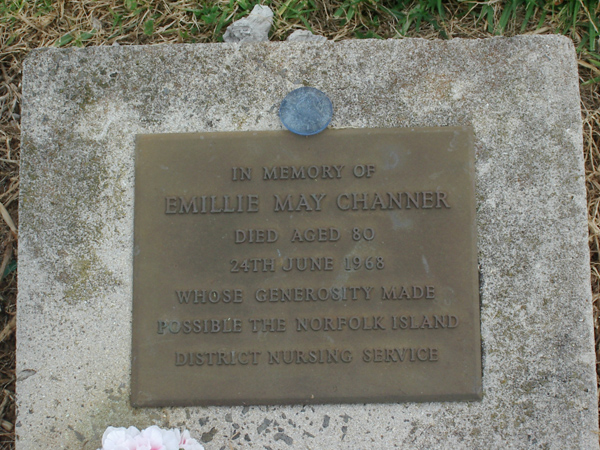 IN MEMORY OF
EMILLIE MAY CHANNER
DIED AGED 80
24TH JUNE 1968
WHOSE GENEROSITY MADE
POSSIBLE THE NORFOLK ISLAND
DISTRICT NURSING SERVICE